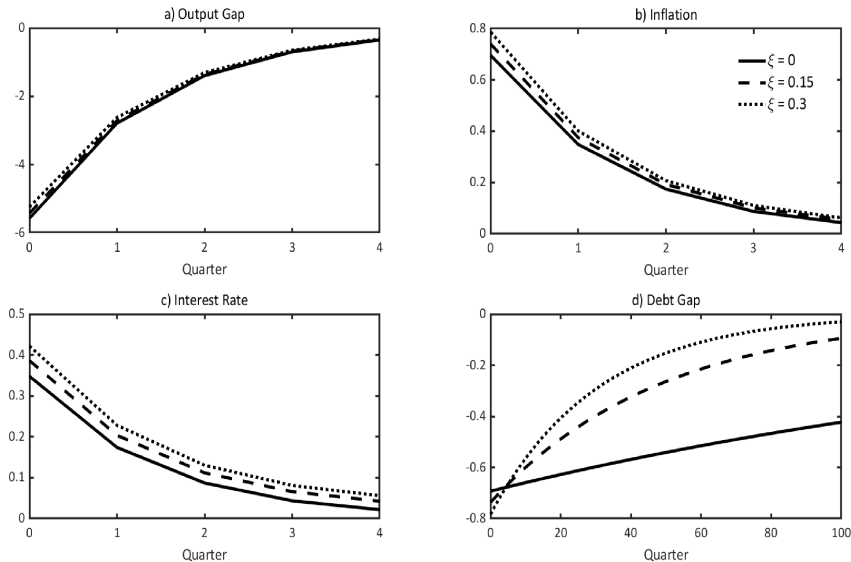 a) Output Gap
0
-2
-4
-6
0 1 2 3 4
Quarter
b) Inflation
0.8
0.6
0.4
0.2
0
ξ = 0
ξ = 0.15
ξ = 0.3
0 1 2 3 4
Quarter
c) Interest Rate
0.5
0.4
0.3
0.2
0.1
0
0 1 2 3 4
Quarter
d) Debt Gap
0
-0.2
-0.4
-0.6
-0.8
0 20 40 60 80 100
Quarter